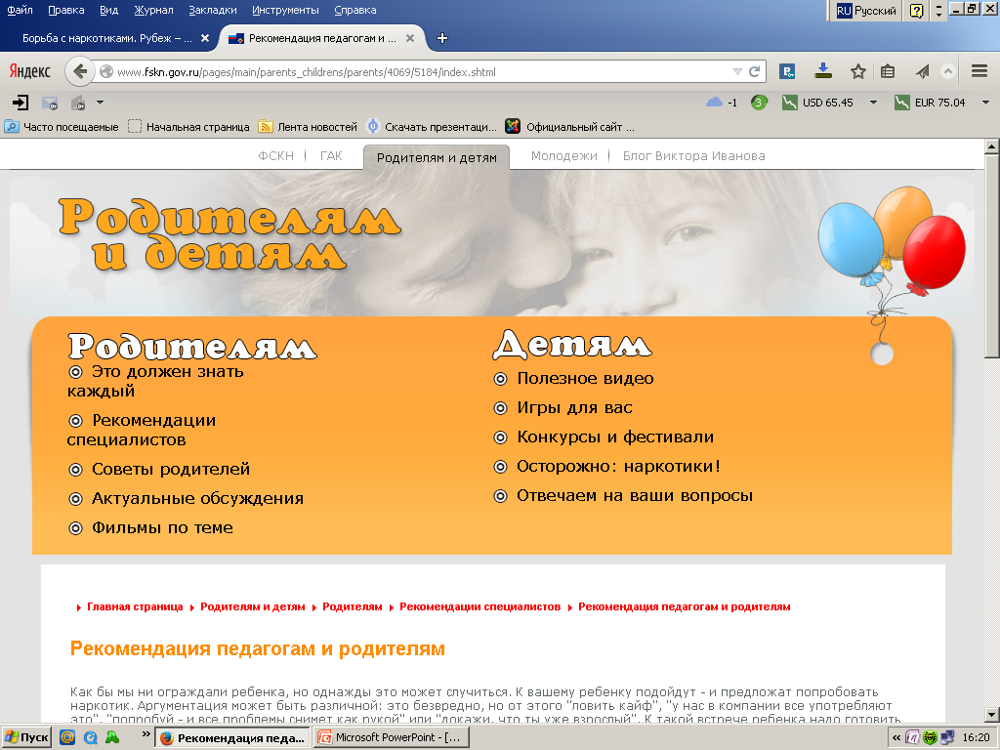 Файл Правка Вид Журнал Закладки Инструменты Справка
RU Русский
Борьба с наркотиками. Рубеж – ...
Рекомендация педагогам и ...
Яндекс
www.fskn.gov.ru/pages/main/parents_childrens/parents/4069/5184/index.shtml
-1 3 USD 65.45 EUR 75.04
Часто посещаемые Начальная страница Лента новостей Скачать презентаци... Официальный сайт ...
ФСКН ГАК Родителям и детям Молодежи Блог Виктора Иванова
Родителям
и детям
Родителям
Это должен знать
каждый
Рекомендации
специалистов
Советы родителей
Актуальные обсуждения
Фильмы по теме
Детям
Полезное видео
Игры для вас
Конкурсы и фестивали
Осторожно: наркотики!
Отвечаем на ваши вопросы
Главная страница Родителям и детям Родителям Рекомендации специалистов Рекомендация педагогам и родителям
Рекомендация педагогам и родителям
Как бы мы ни ограждали ребенка, но однажды это может случиться. К вашему ребенку подойдут - и предложат попробовать
наркотик. Аргументация может быть различной: это безвредно, но от этого "ловить кайф", "у нас в компании все употребляют
это", "попробуй - и все проблемы снимет как рукой" или "докажи, что ты уже взрослый". К такой встрече ребенка надо готовить
Пуск
Рекомендация педа...
Microsoft PowerPoint - [...
16:20